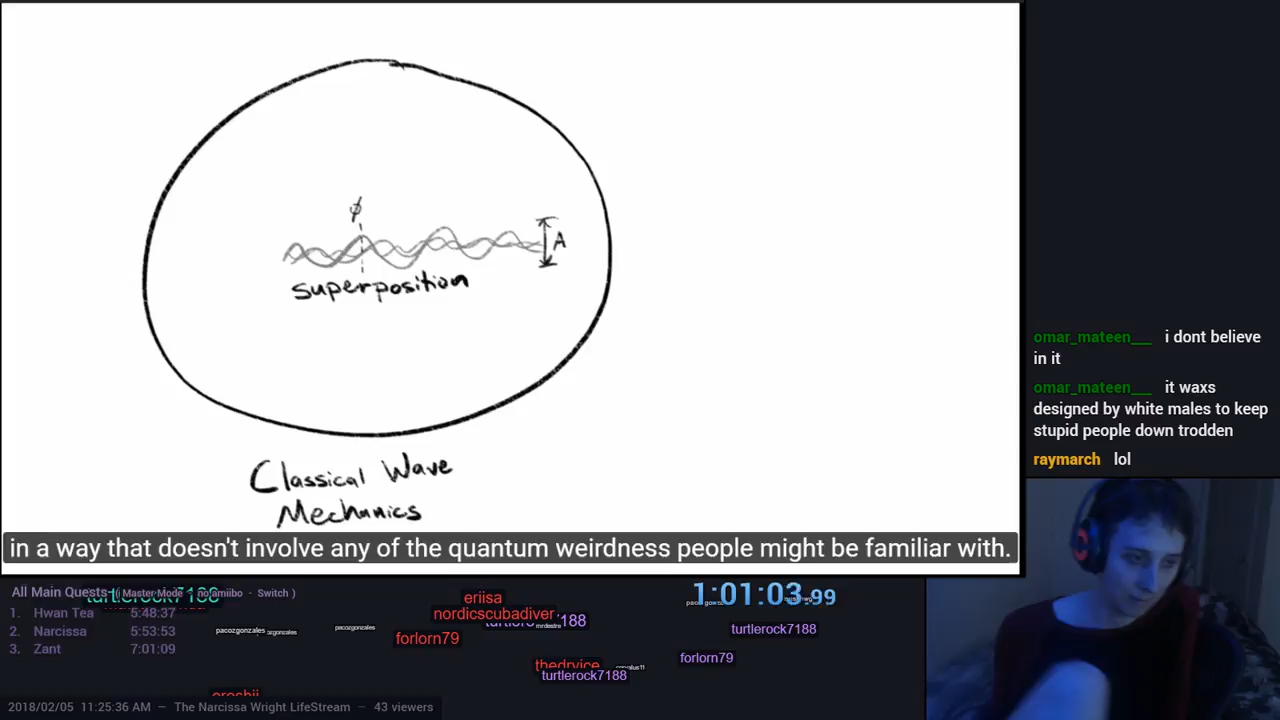 ϕ
A
superposition
Classical Wave
Mechanics
in a way that doesn't involve any of the quantum weirdness people might be familiar with.
omar_mateen___ i dont believe
in it
omar_mateen___ it waxs
designed by white males to keep
stupid people down trodden
raymarch lol
All Main Quests (Master Mode - no amiibo - Switch)
turtlerock7188
1. Hwan Tea 5:48:37
2. Narcissa 5:53:53
3. Zant 7:01:09
pacozgonzales
pacozgonzales
eriisa
nordicscubadiver
188
forlorn79
thedrvice
turtlerock7188
1:01:03.99
turtlerock7188
forlorn79
2018/02/05 11:25:36 AM – The Narcissa Wright LifeStream – 43 viewers